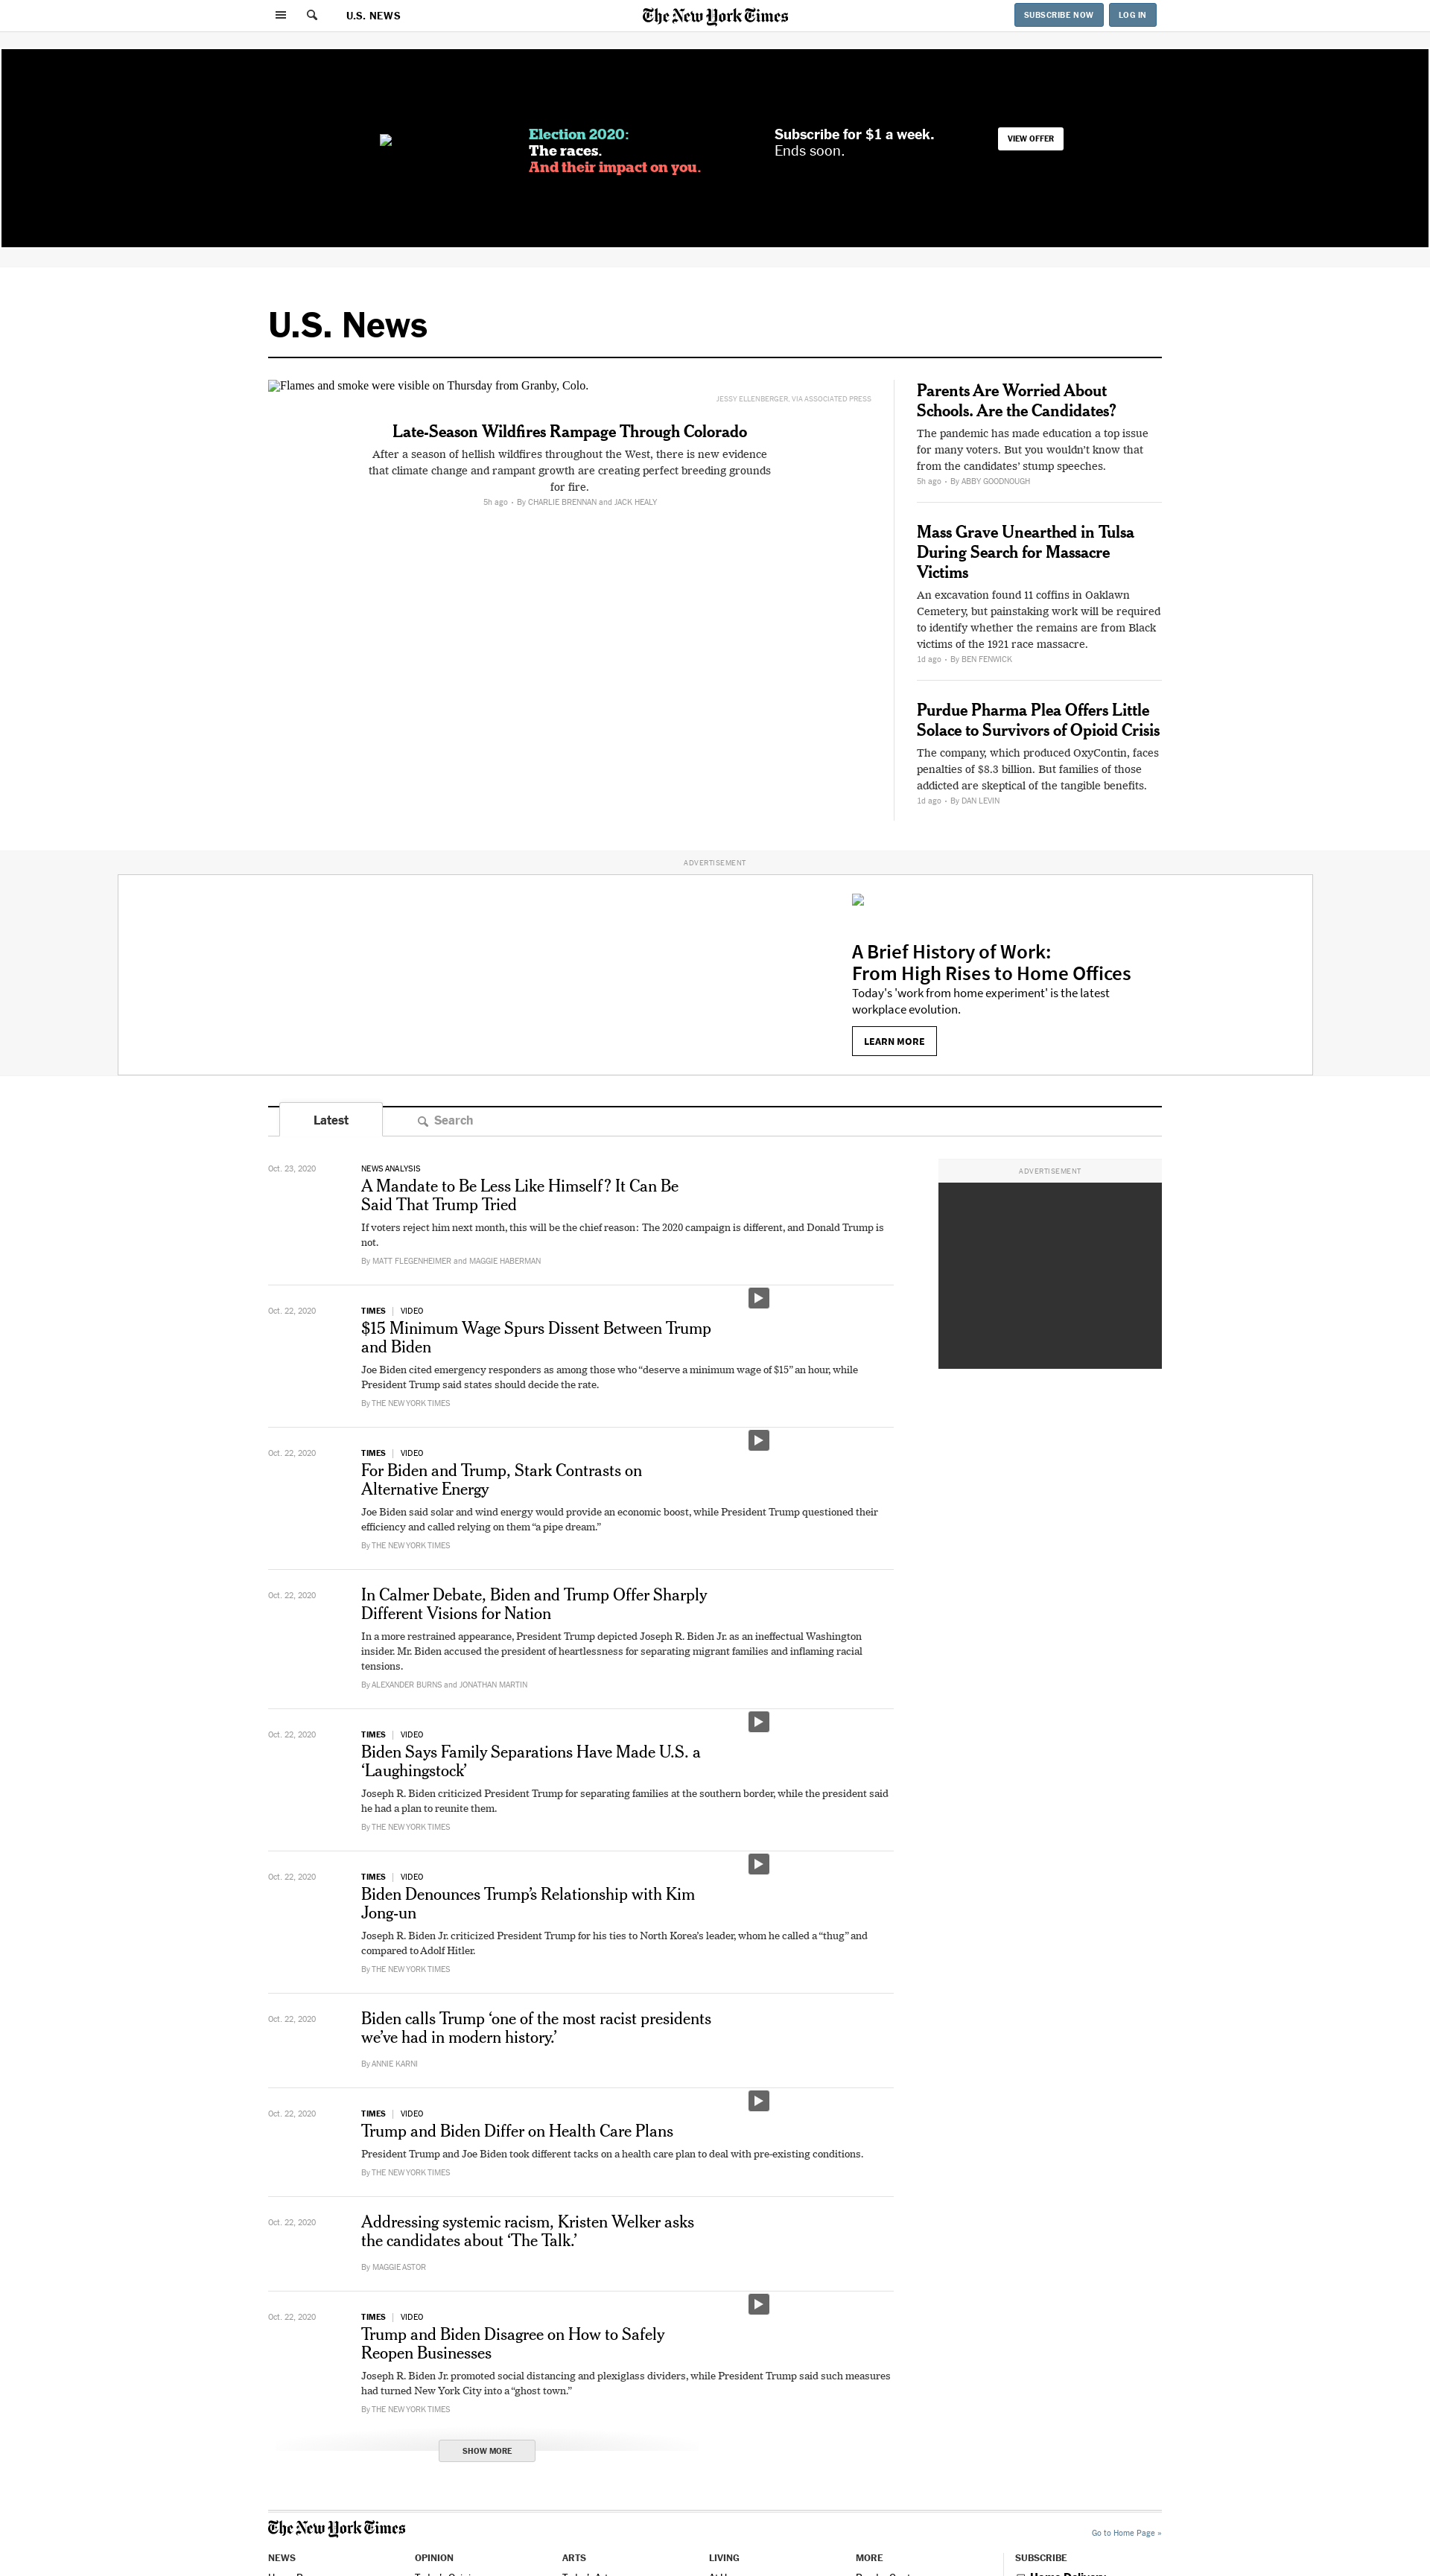 U.S. NEWS
The New York Times
SUBSCRIBE NOW
LOG IN
Election 2020:
The races.
And their impact on you.
Subscribe for $1 a week.
Ends soon.
VIEW OFFER
U.S. News
Flames and smoke were visible on Thursday from Granby, Colo.
JESSY ELLENBERGER, VIA ASSOCIATED PRESS
Late-Season Wildfires Rampage Through Colorado
After a season of hellish wildfires throughout the West, there is new evidence
that climate change and rampant growth are creating perfect breeding grounds
for fire.
5h ago • By CHARLIE BRENNAN and JACK HEALY
Parents Are Worried About
Schools. Are the Candidates?
The pandemic has made education a top issue
for many voters. But you wouldn't know that
from the candidates' stump speeches.
5h ago • By ABBY GOODNOUGH
Mass Grave Unearthed in Tulsa
During Search for Massacre
Victims
An excavation found 11 coffins in Oaklawn
Cemetery, but painstaking work will be required
to identify whether the remains are from Black
victims of the 1921 race massacre.
1d ago • By BEN FENWICK
Purdue Pharma Plea Offers Little
Solace to Survivors of Opioid Crisis
The company, which produced OxyContin, faces
penalties of $8.3 billion. But families of those
addicted are skeptical of the tangible benefits.
1d ago • By DAN LEVIN
ADVERTISEMENT
A Brief History of Work:
From High Rises to Home Offices
Today's 'work from home experiment' is the latest
workplace evolution.
LEARN MORE
Latest
Search
Oct. 23, 2020
NEWS ANALYSIS
A Mandate to Be Less Like Himself? It Can Be
Said That Trump Tried
If voters reject him next month, this will be the chief reason: The 2020 campaign is different, and Donald Trump is
not.
By MATT FLEGENHEIMER and MAGGIE HABERMAN
ADVERTISEMENT
Oct. 22, 2020
TIMES | VIDEO
$15 Minimum Wage Spurs Dissent Between Trump
and Biden
Joe Biden cited emergency responders as among those who “deserve a minimum wage of $15” an hour, while
President Trump said states should decide the rate.
By THE NEW YORK TIMES
Oct. 22, 2020
TIMES | VIDEO
For Biden and Trump, Stark Contrasts on
Alternative Energy
Joe Biden said solar and wind energy would provide an economic boost, while President Trump questioned their
efficiency and called relying on them “a pipe dream.”
By THE NEW YORK TIMES
Oct. 22, 2020
In Calmer Debate, Biden and Trump Offer Sharply
Different Visions for Nation
In a more restrained appearance, President Trump depicted Joseph R. Biden Jr. as an ineffectual Washington
insider. Mr. Biden accused the president of heartlessness for separating migrant families and inflaming racial
tensions.
By ALEXANDER BURNS and JONATHAN MARTIN
Oct. 22, 2020
TIMES | VIDEO
Biden Says Family Separations Have Made U.S. a
‘Laughingstock’
Joseph R. Biden criticized President Trump for separating families at the southern border, while the president said
he had a plan to reunite them.
By THE NEW YORK TIMES
Oct. 22, 2020
TIMES | VIDEO
Biden Denounces Trump’s Relationship with Kim
Jong-un
Joseph R. Biden Jr. criticized President Trump for his ties to North Korea’s leader, whom he called a “thug” and
compared to Adolf Hitler.
By THE NEW YORK TIMES
Oct. 22, 2020
Biden calls Trump ‘one of the most racist presidents
we’ve had in modern history.’
By ANNIE KARNI
Oct. 22, 2020
TIMES | VIDEO
Trump and Biden Differ on Health Care Plans
President Trump and Joe Biden took different tacks on a health care plan to deal with pre-existing conditions.
By THE NEW YORK TIMES
Oct. 22, 2020
Addressing systemic racism, Kristen Welker asks
the candidates about ‘The Talk.’
By MAGGIE ASTOR
Oct. 22, 2020
TIMES | VIDEO
Trump and Biden Disagree on How to Safely
Reopen Businesses
Joseph R. Biden Jr. promoted social distancing and plexiglass dividers, while President Trump said such measures
had turned New York City into a “ghost town.”
By THE NEW YORK TIMES
SHOW MORE
The New York Times
Go to Home Page »
NEWS
OPINION
ARTS
LIVING
MORE
SUBSCRIBE